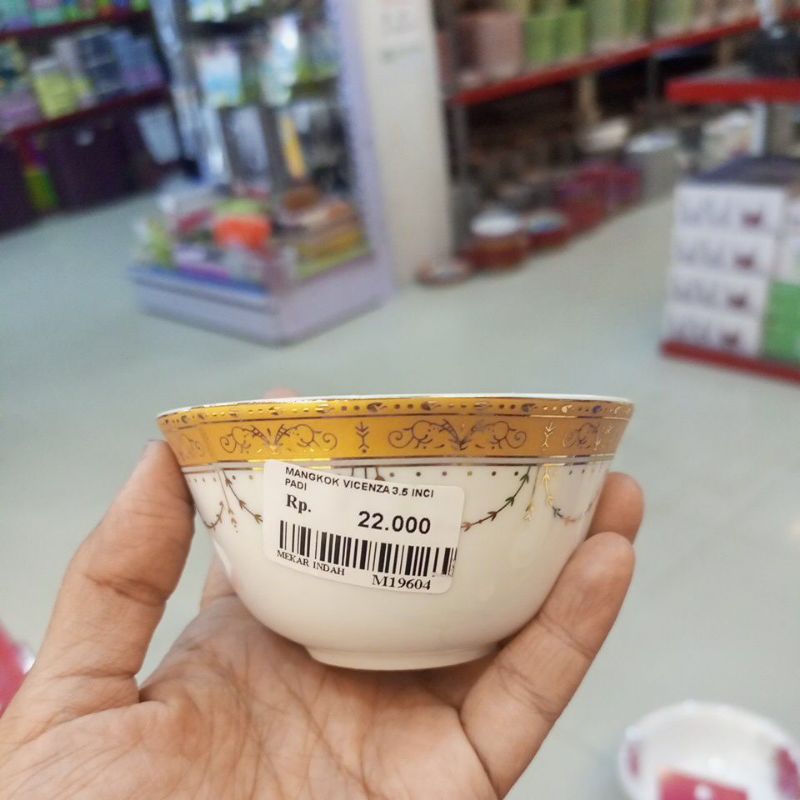 MANGKOK VICENZA 3.5 INCI
PADI
Rp. 22.000
MEKAR INDAH M19604